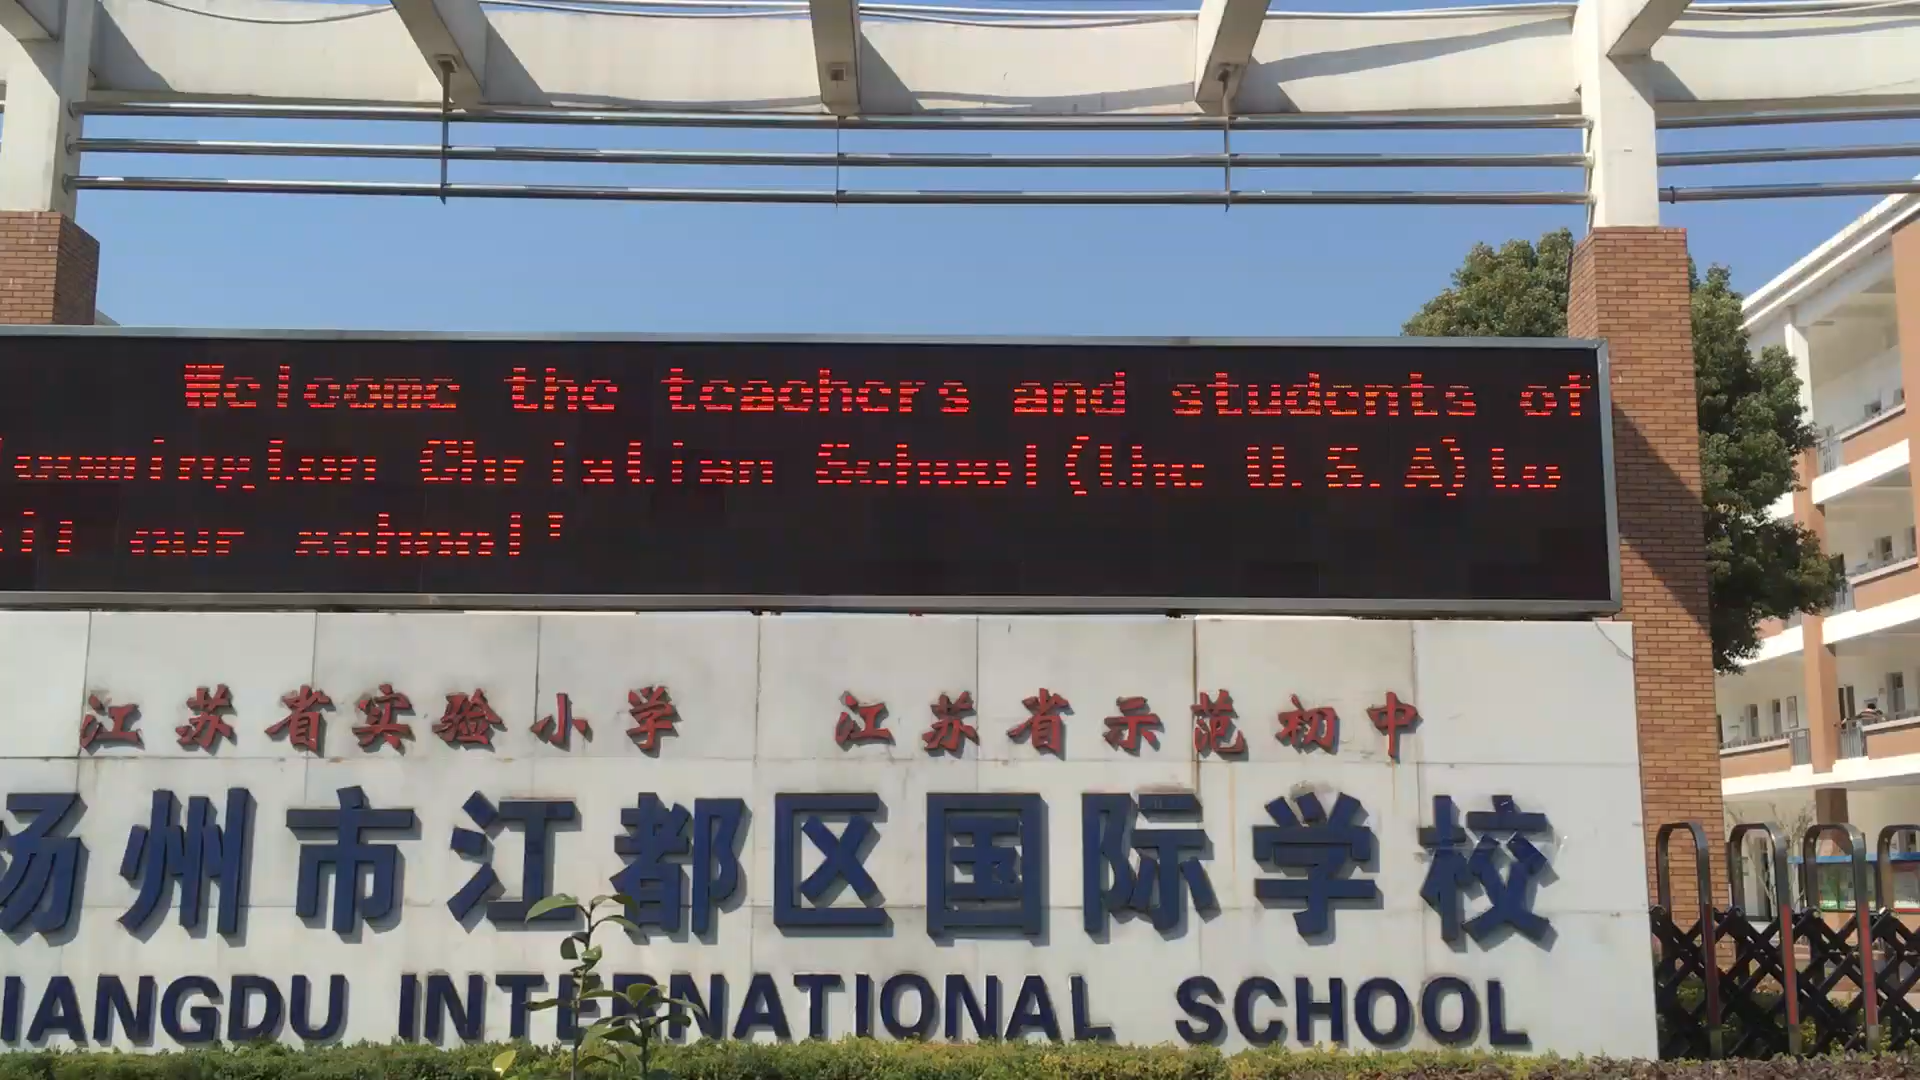 Welcome the teachers and students of
Christian School(the U.S.A)to
our school'
江苏省实验小学 江苏省示范初中
扬州市江都区国际学校
JIANGDU INTERNATIONAL SCHOOL